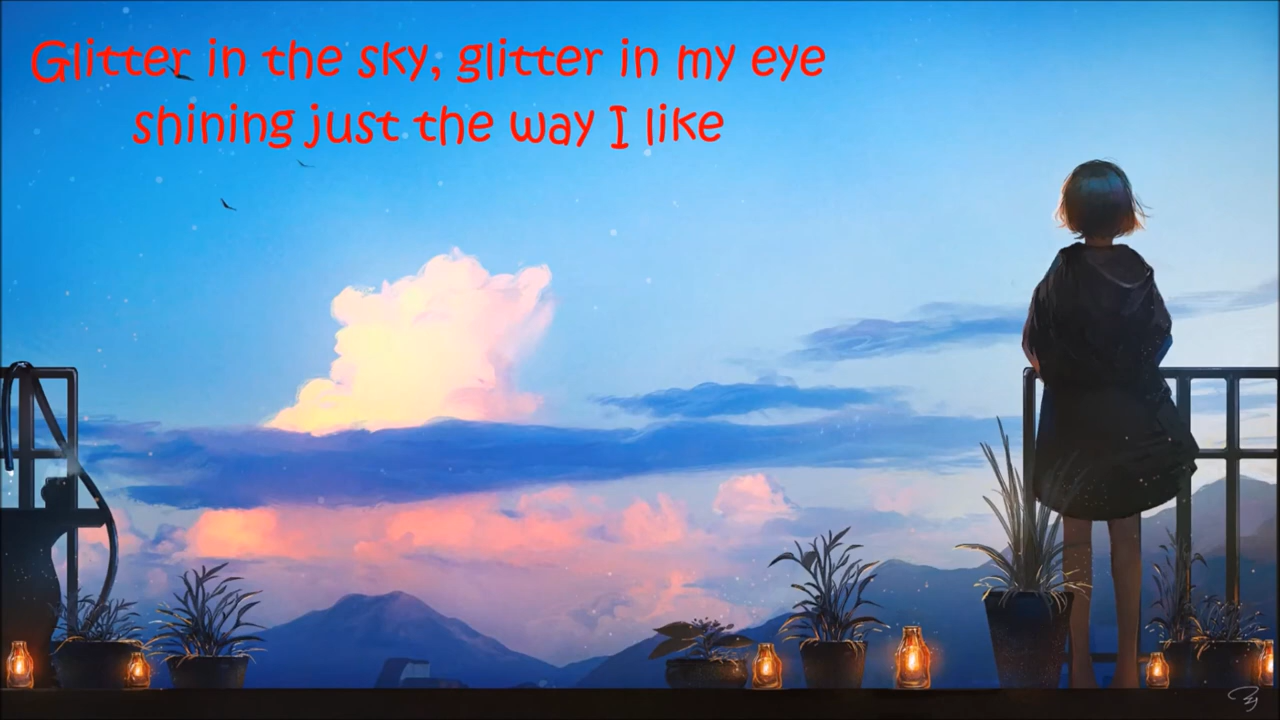 Glitter in the sky, glitter in my eye
shining just the way I like